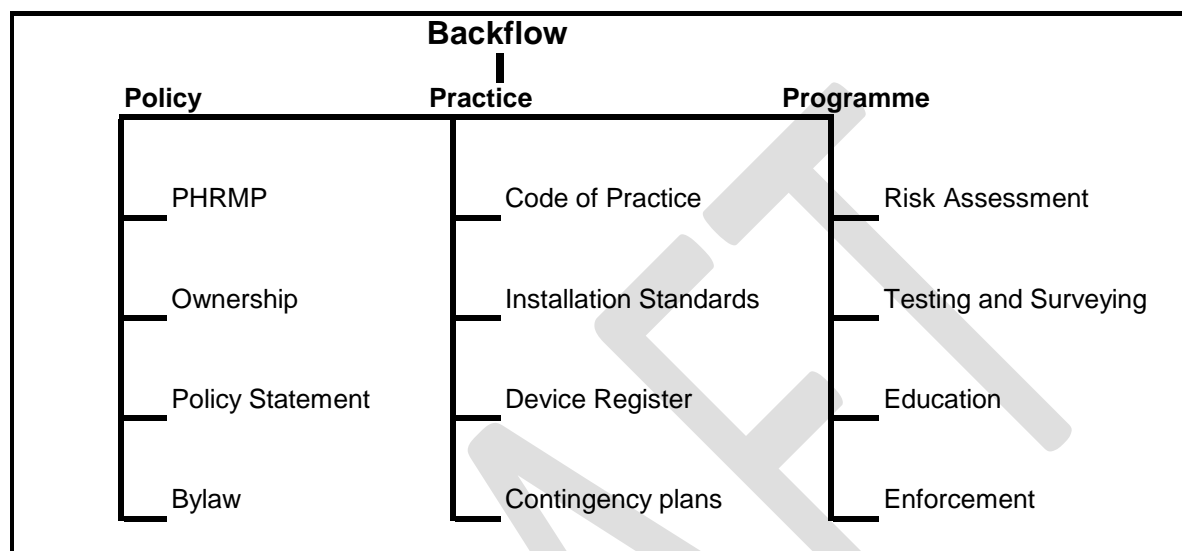 Backflow
Policy
Practice
Programme
PHRMP
Code of Practice
Risk Assessment
Ownership
Installation Standards
Testing and Surveying
Policy Statement
Device Register
Education
Bylaw
Contingency plans
Enforcement